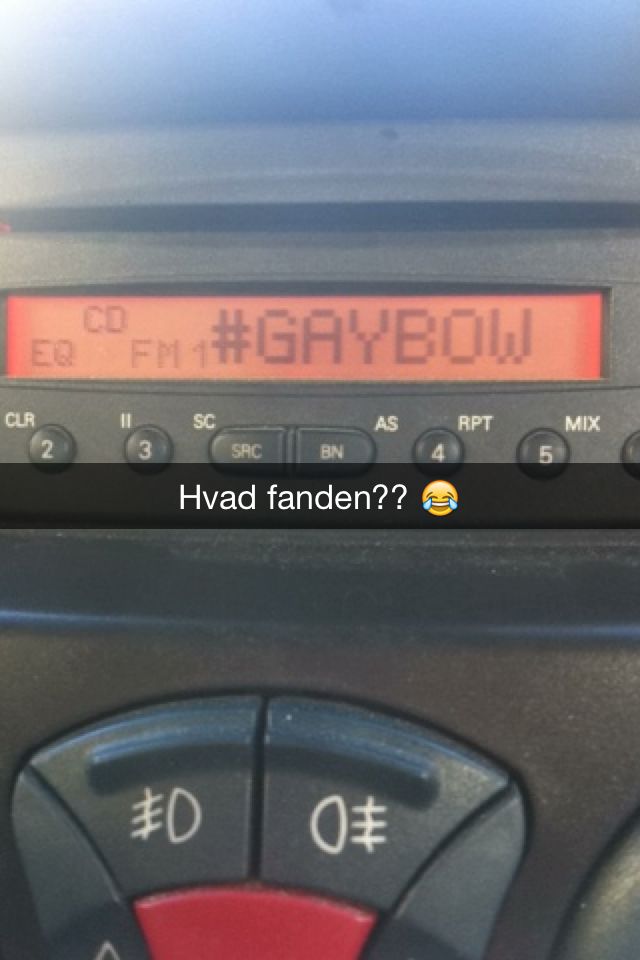 CD
EQ FM 1 #GAYBOW
CLR II SC AS RPT MIX
2 3 SRC BN 4 5
Hvad fanden?? 😂